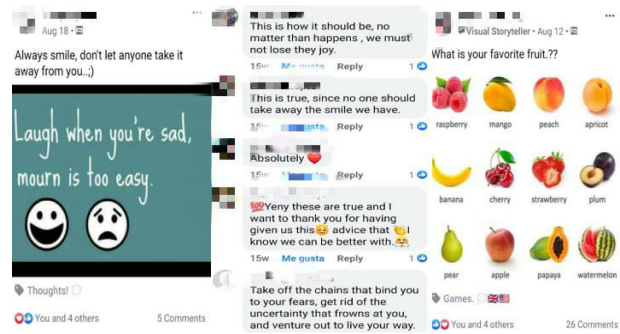 Aug 18
Always smile, don't let anyone take it
away from you..;)
Laugh when you're sad,
mourn is too easy.
Thoughts!
You and 4 others
5 Comments
This is how it should be, no
matter than happens , we must
not lose they joy.
15w Me gusta Reply 1
This is true, since no one should
take away the smile we have.
Reply 1
Absolutely ❤️
15w Reply 1
💯Yeny these are true and I
want to thank you for having
given us this advice that I
know we can be better with.
15w Me gusta Reply 1
Take off the chains that bind you
to your fears, get rid of the
uncertainty that frowns at you,
and venture out to live your way.
Visual Storyteller • Aug 12
What is your favorite fruit.??
raspberry mango peach apricot
banana cherry strawberry plum
pear apple papaya watermelon
Games.
You and 4 others
26 Comments